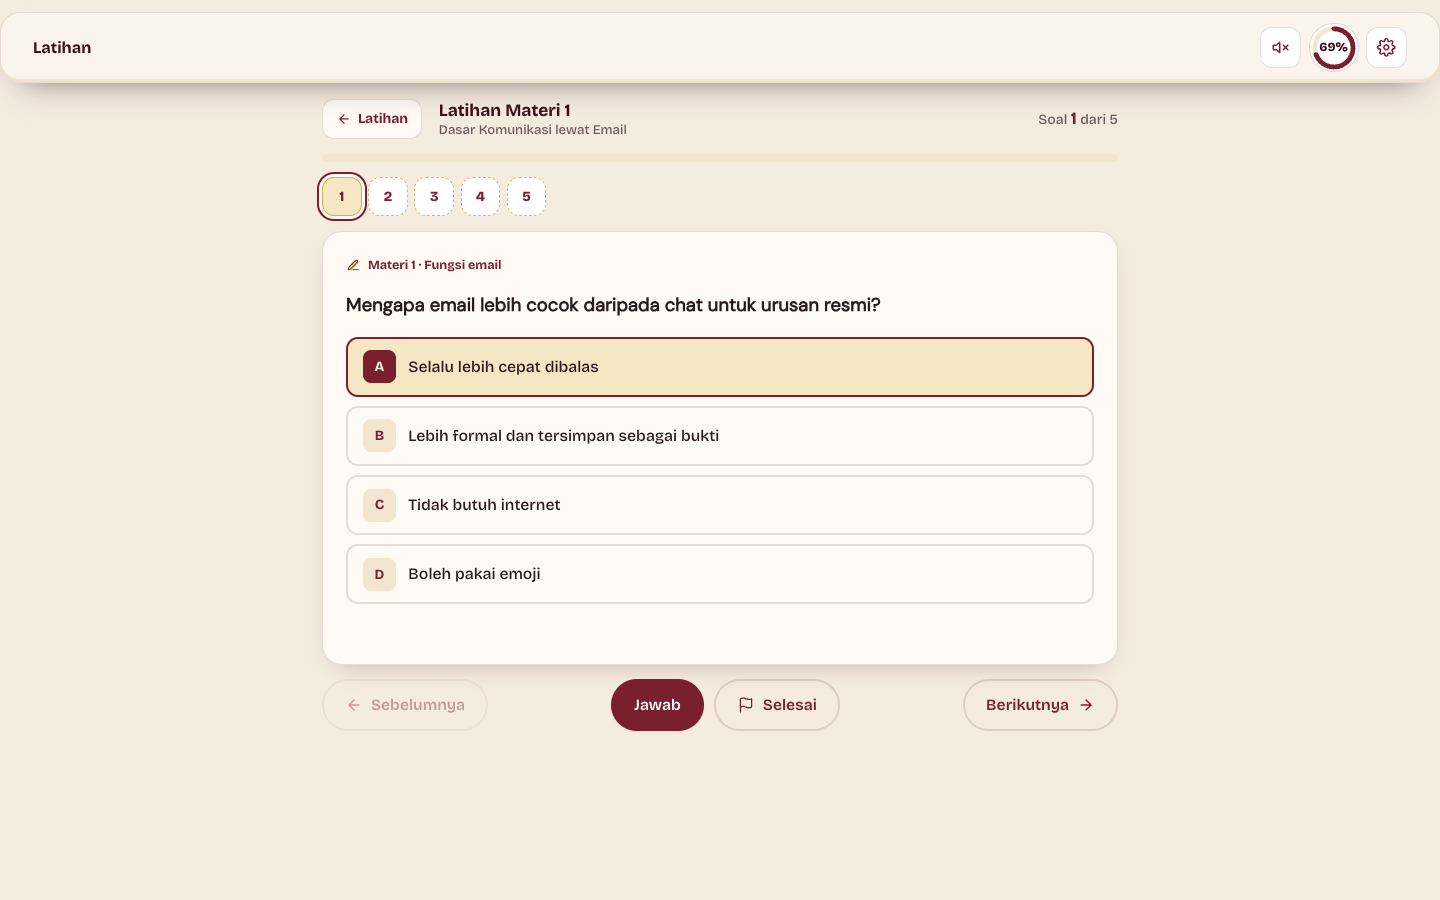 Latihan
69%
Latihan
Latihan Materi 1
Dasar Komunikasi lewat Email
Soal 1 dari 5
1 2 3 4 5
Materi 1 · Fungsi email
Mengapa email lebih cocok daripada chat untuk urusan resmi?
A Selalu lebih cepat dibalas
B Lebih formal dan tersimpan sebagai bukti
C Tidak butuh internet
D Boleh pakai emoji
Sebelumnya
Jawab
Selesai
Berikutnya